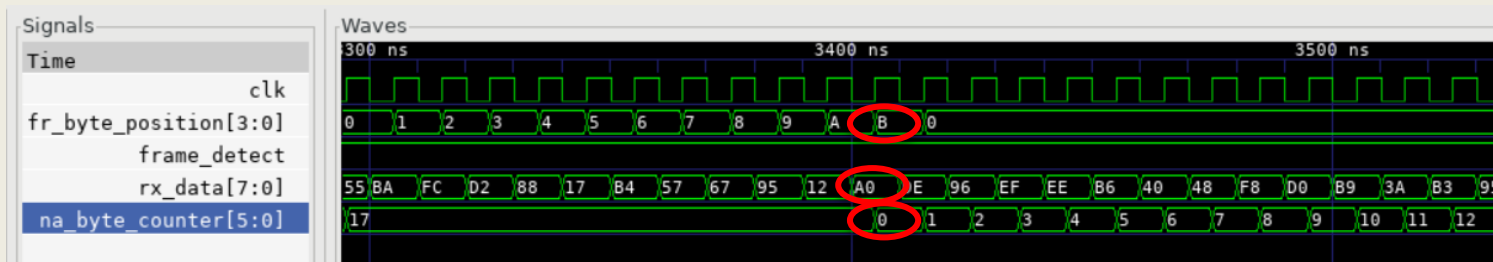 Signals
Waves
Time
300 ns 3400 ns 3500 ns
clk
fr_byte_position[3:0] 0 1 2 3 4 5 6 7 8 9 A B 0
frame_detect
rx_data[7:0] 55 BA FC D2 88 17 B4 57 67 95 12 A0 DE 96 EF EE B6 40 48 F8 D0 B9 3A B3 95
na_byte_counter[5:0] 17 0 1 2 3 4 5 6 7 8 9 10 11 12